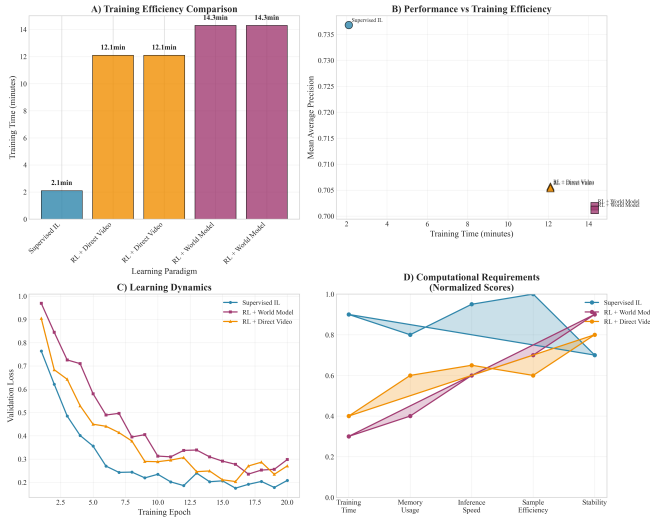 A) Training Efficiency Comparison
14.3min
14.3min
12.1min
12.1min
2.1min
14
12
10
8
6
4
2
0
Training Time (minutes)
Supervised IL
RL + Direct Video
RL + Direct Video
RL + World Model
RL + World Model
Learning Paradigm
B) Performance vs Training Efficiency
Supervised IL
RL + Direct Video
RL + World Model
0.735
0.730
0.725
0.720
0.715
0.710
0.705
0.700
Mean Average Precision
2
4
6
8
10
12
14
Training Time (minutes)
C) Learning Dynamics
Supervised IL
RL + World Model
RL + Direct Video
1.0
0.9
0.8
0.7
0.6
0.5
0.4
0.3
0.2
Validation Loss
2.5
5.0
7.5
10.0
12.5
15.0
17.5
20.0
Training Epoch
D) Computational Requirements
(Normalized Scores)
Supervised IL
RL + World Mod
RL + Direct Vide
1.0
0.8
0.6
0.4
0.2
0.0
Training
Time
Memory
Usage
Inference
Speed
Sample
Efficiency
Stability